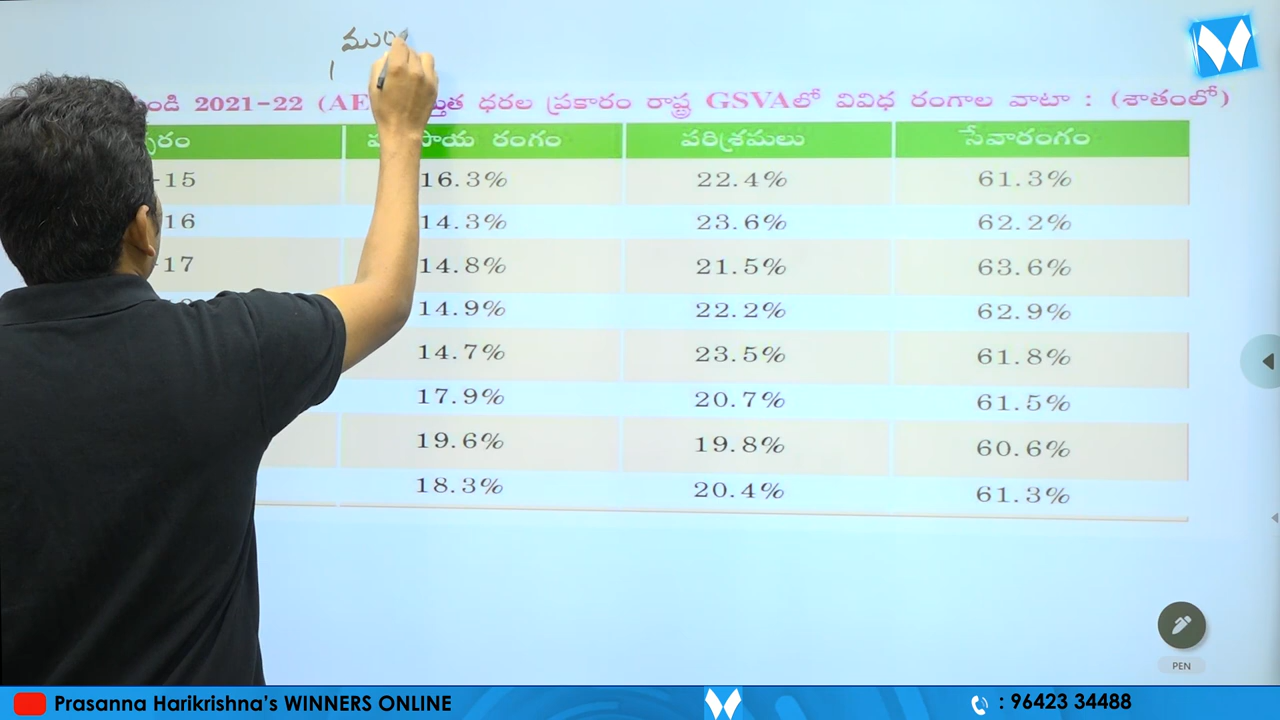 ముల
2021-22 (AE ధరల ప్రకారం రాష్ట్ర GSVAలో వివిధ రంగాల వాటా : (శాతంలో)
రంగం పరిశ్రమలు సేవారంగం
-15 16.3% 22.4% 61.3%
16 14.3% 23.6% 62.2%
-17 14.8% 21.5% 63.6%
14.9% 22.2% 62.9%
14.7% 23.5% 61.8%
17.9% 20.7% 61.5%
19.6% 19.8% 60.6%
18.3% 20.4% 61.3%
PEN
Prasanna Harikrishna's WINNERS ONLINE : 96423 34488